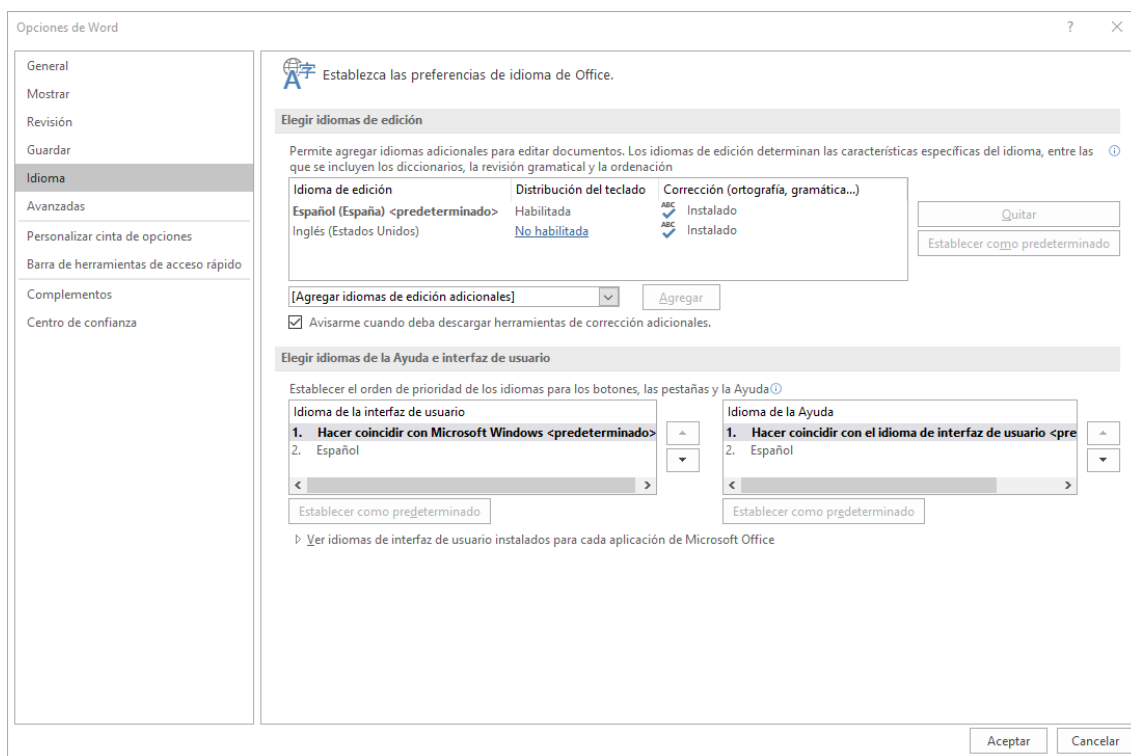 Opciones de Word
General
Mostrar
Revisión
Guardar
Idioma
Avanzadas
Personalizar cinta de opciones
Barra de herramientas de acceso rápido
Complementos
Centro de confianza
Establezca las preferencias de idioma de Office.
Elegir idiomas de edición
Permite agregar idiomas adicionales para editar documentos. Los idiomas de edición determinan las características específicas del idioma, entre las
que se incluyen los diccionarios, la revisión gramatical y la ordenación
Idioma de edición Distribución del teclado Corrección (ortografía, gramática...)
Español (España) <predeterminado> Habilitada ABC Instalado
Inglés (Estados Unidos) No habilitada ABC Instalado
Quitar
Establecer como predeterminado
[Agregar idiomas de edición adicionales] Agregar
Avisarme cuando deba descargar herramientas de corrección adicionales.
Elegir idiomas de la Ayuda e interfaz de usuario
Establecer el orden de prioridad de los idiomas para los botones, las pestañas y la Ayuda
Idioma de la interfaz de usuario
1. Hacer coincidir con Microsoft Windows <predeterminado>
2. Español
Establecer como predeterminado
Idioma de la Ayuda
1. Hacer coincidir con el idioma de interfaz de usuario <pre
2. Español
Establecer como predeterminado
Ver idiomas de interfaz de usuario instalados para cada aplicación de Microsoft Office
Aceptar Cancelar